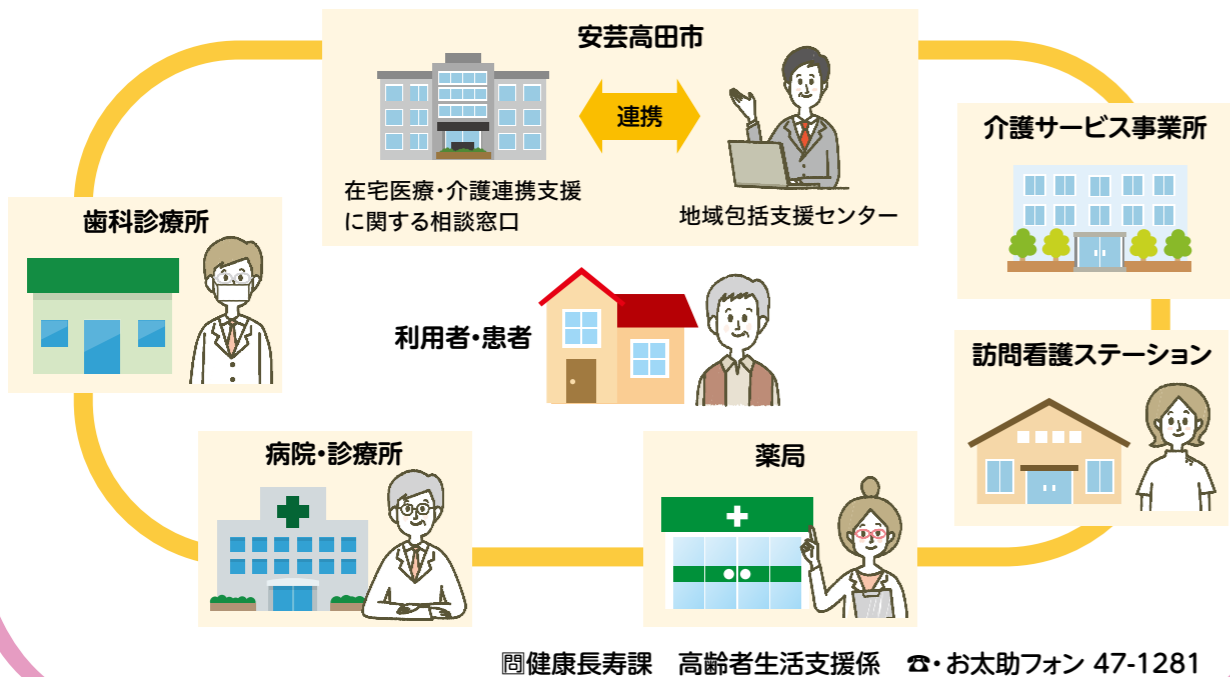 安芸高田市
連携
在宅医療・介護連携支援
に関する相談窓口
地域包括支援センター
介護サービス事業所
歯科診療所
利用者・患者
訪問看護ステーション
病院・診療所
薬局
問健康長寿課　高齢者生活支援係　☎・お太助フォン 47-1281